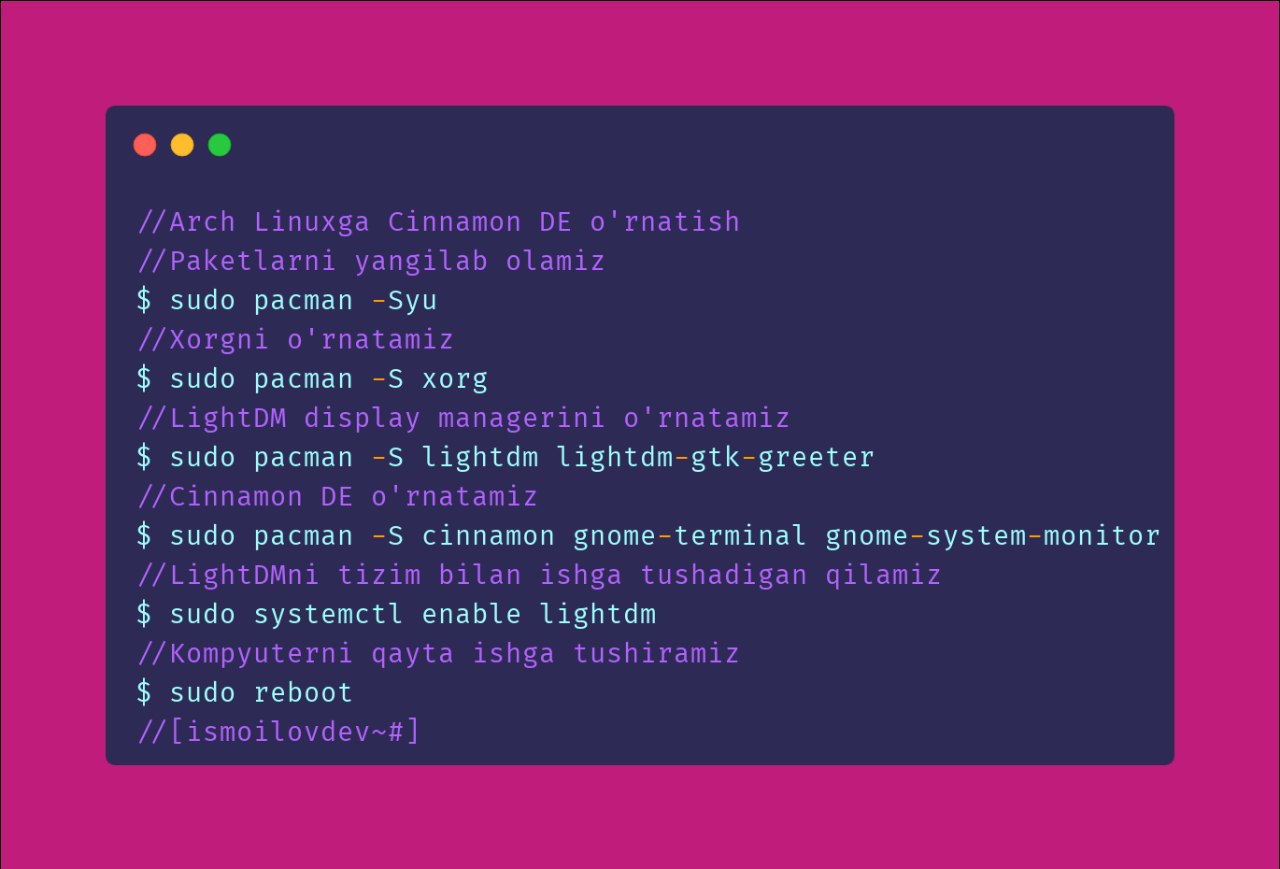 //Arch Linuxga Cinnamon DE o'rnatish
//Paketlarni yangilab olamiz
$ sudo pacman -Syu
//Xorgni o'rnatamiz
$ sudo pacman -S xorg
//LightDM display managerini o'rnatamiz
$ sudo pacman -S lightdm lightdm-gtk-greeter
//Cinnamon DE o'rnatamiz
$ sudo pacman -S cinnamon gnome-terminal gnome-system-monitor
//LightDMni tizim bilan ishga tushadigan qilamiz
$ sudo systemctl enable lightdm
//Kompyuterni qayta ishga tushiramiz
$ sudo reboot
//[ismoilovdev~#]